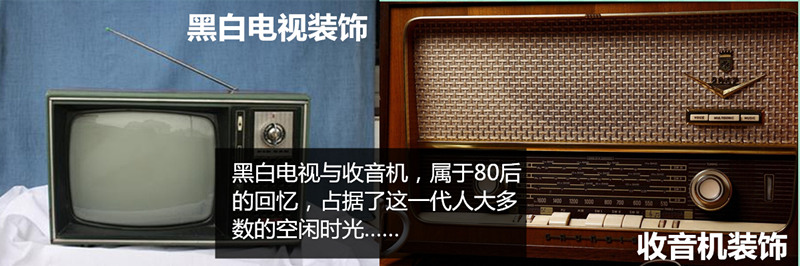 黑白电视装饰
黑白电视与收音机，属于80后
的回忆，占据了这一代人大多
数的空闲时光……
收音机装饰